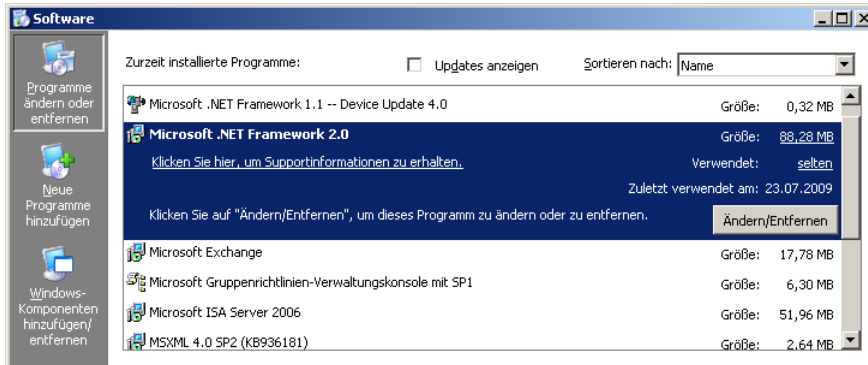 Software
Programme
ändern oder
entfernen
Neue
Programme
hinzufügen
Windows-
Komponenten
hinzufügen/
entfernen
Zurzeit installierte Programme:
Updates anzeigen
Sortieren nach: Name
Microsoft .NET Framework 1.1 -- Device Update 4.0 Größe: 0,32 MB
Microsoft .NET Framework 2.0 Größe: 88,28 MB
Klicken Sie hier, um Supportinformationen zu erhalten. Verwendet: selten
Zuletzt verwendet am: 23.07.2009
Klicken Sie auf "Ändern/Entfernen", um dieses Programm zu ändern oder zu entfernen. Ändern/Entfernen
Microsoft Exchange Größe: 17,78 MB
Microsoft Gruppenrichtlinien-Verwaltungskonsole mit SP1 Größe: 6,30 MB
Microsoft ISA Server 2006 Größe: 51,96 MB
MSXML 4.0 SP2 (KB936181) Größe: 2,64 MB